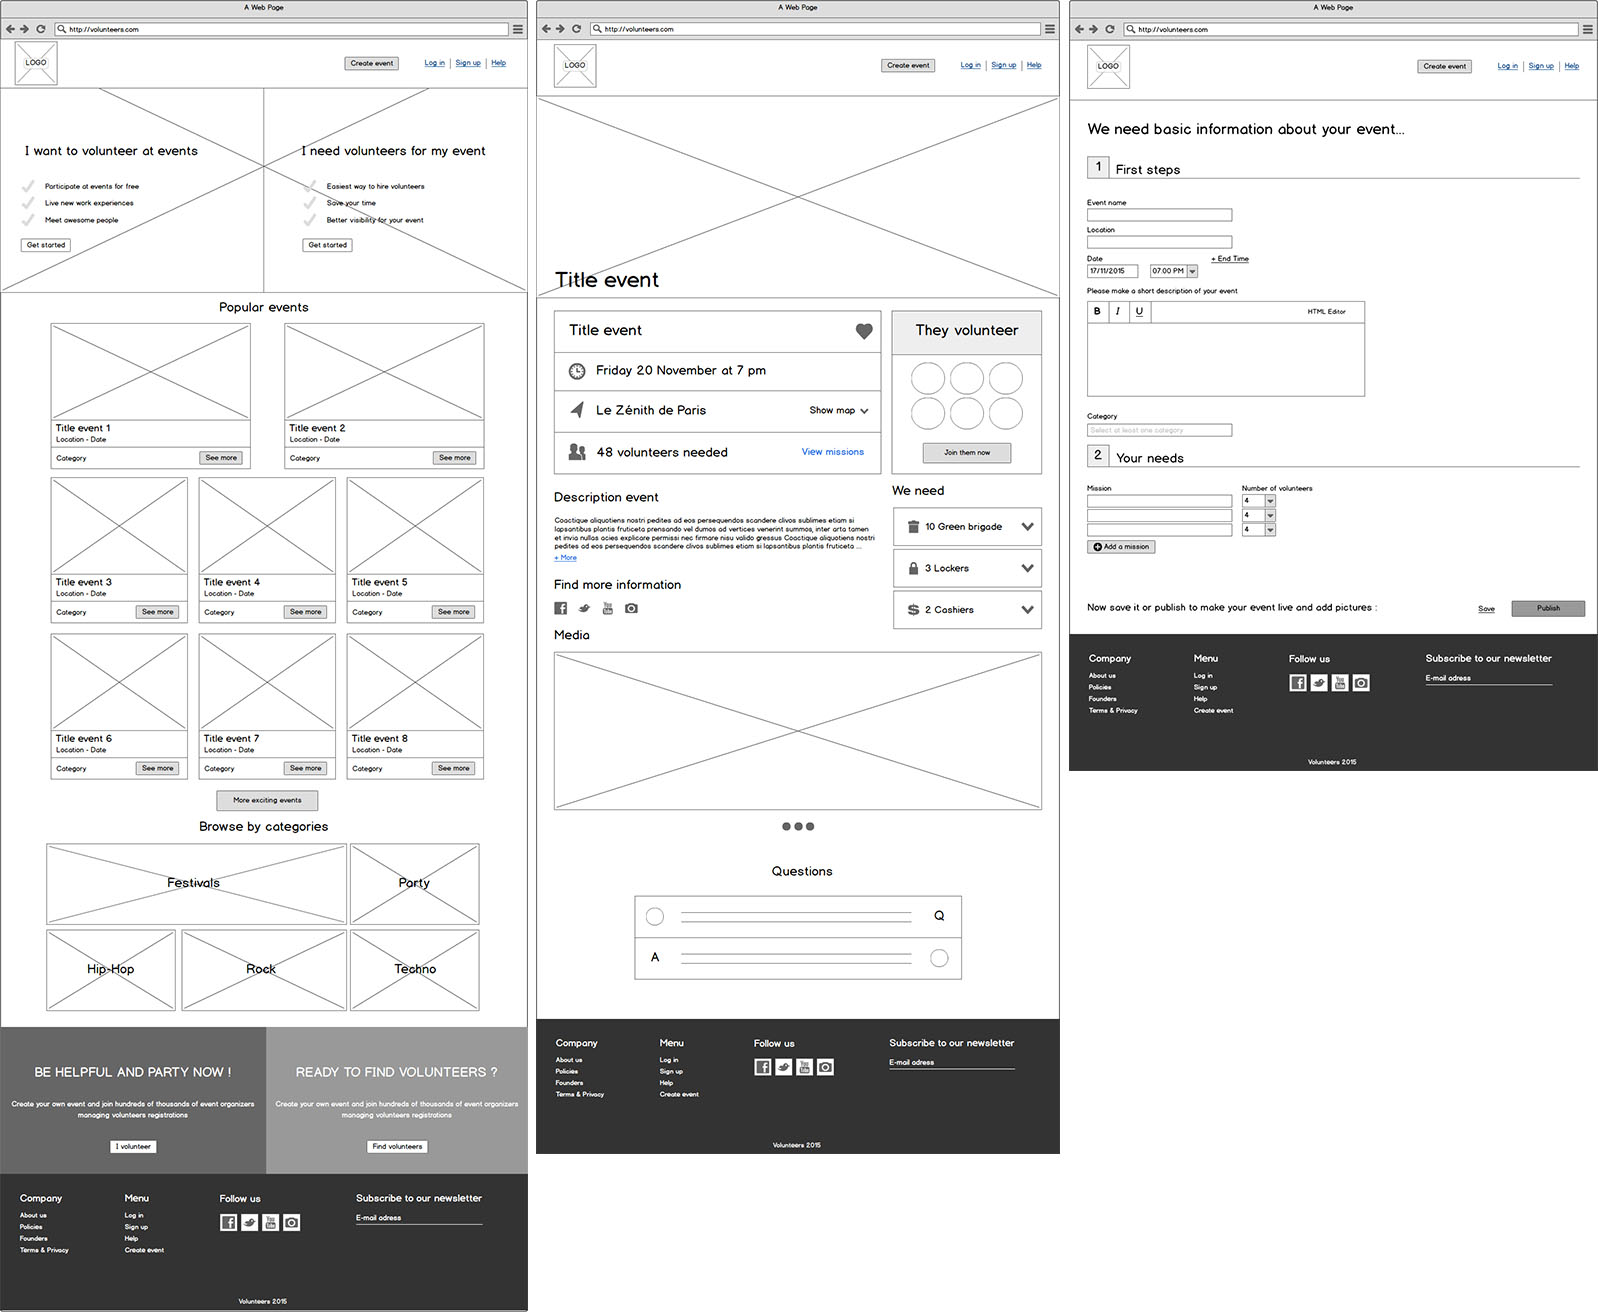 A Web Page
http://volunteers.com
LOGO
Create event
Log in
Sign up
Help
I want to volunteer at events
Participate at events for free
Live new work experiences
Meet awesome people
Get started
I need volunteers for my event
Easiest way to hire volunteers
Save your time
Better visibility for your event
Get started
Popular events
Title event 1
Location - Date
Category
See more
Title event 2
Location - Date
Category
See more
Title event 3
Location - Date
Category
See more
Title event 4
Location - Date
Category
See more
Title event 5
Location - Date
Category
See more
Title event 6
Location - Date
Category
See more
Title event 7
Location - Date
Category
See more
Title event 8
Location - Date
Category
See more
More exciting events
Browse by categories
Festivals
Party
Hip-Hop
Rock
Techno
BE HELPFUL AND PARTY NOW !
Create your own event and join hundreds of thousands of event organizers
managing volunteers registrations
I volunteer
READY TO FIND VOLUNTEERS ?
Create your own event and join hundreds of thousands of event organizers
managing volunteers registrations
Find volunteers
Company
About us
Policies
Founders
Terms & Privacy
Menu
Log in
Sign up
Help
Create event
Follow us
You Tube
Subscribe to our newsletter
E-mail adress
Volunteers 2015
A Web Page
http://volunteers.com
LOGO
Create event
Log in
Sign up
Help
Title event
Title event
Friday 20 November at 7 pm
Le Zénith de Paris
Show map
48 volunteers needed
View missions
They volunteer
Join them now
Description event
Coactique aliquotiens nostri pedites ad eos persequendos scandere clivos sublimes etiam si
lapsantibus plantis fruticeta prensando vel dumos ad vertices venerint summos, inter arta tamen
et invia nullas acies explicare permissi nec firmare nisu valido gressus Coactique aliquotiens nostri
pedites ad eos persequendos scandere clivos sublimes etiam si lapsantibus plantis fruticeta ...
+ More
Find more information
You Tube
We need
10 Green brigade
3 Lockers
2 Cashiers
Media
Questions
Q
A
Company
About us
Policies
Founders
Terms & Privacy
Menu
Log in
Sign up
Help
Create event
Follow us
You Tube
Subscribe to our newsletter
E-mail adress
Volunteers 2015
A Web Page
http://volunteers.com
LOGO
Create event
Log in
Sign up
Help
We need basic information about your event...
1 First steps
Event name
Location
Date
+ End Time
17/11/2015
07:00 PM
Please make a short description of your event
B I U
HTML Editor
Category
Select at least one category
2 Your needs
Mission
Number of volunteers
4
4
4
Add a mission
Now save it or publish to make your event live and add pictures :
Save
Publish
Company
About us
Policies
Founders
Terms & Privacy
Menu
Log in
Sign up
Help
Create event
Follow us
You Tube
Subscribe to our newsletter
E-mail adress
Volunteers 2015